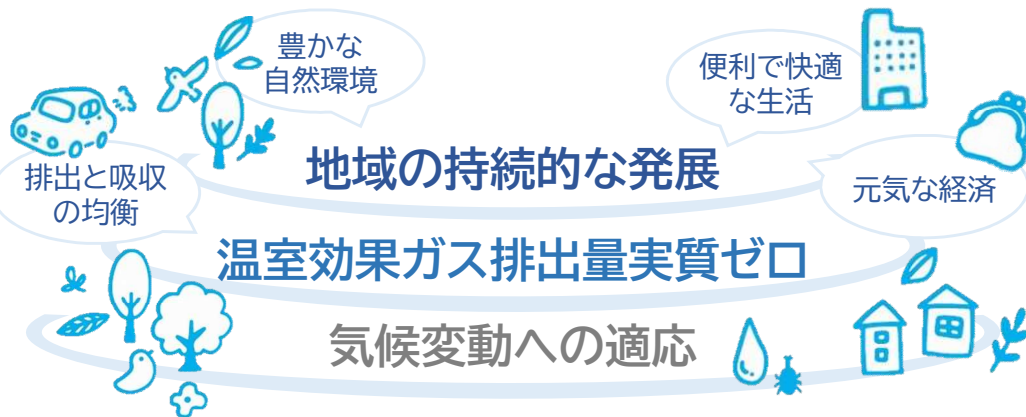 豊かな
自然環境
便利で快適
な生活
排出と吸収
の均衡
地域の持続的な発展
元気な経済
温室効果ガス排出量実質ゼロ
気候変動への適応